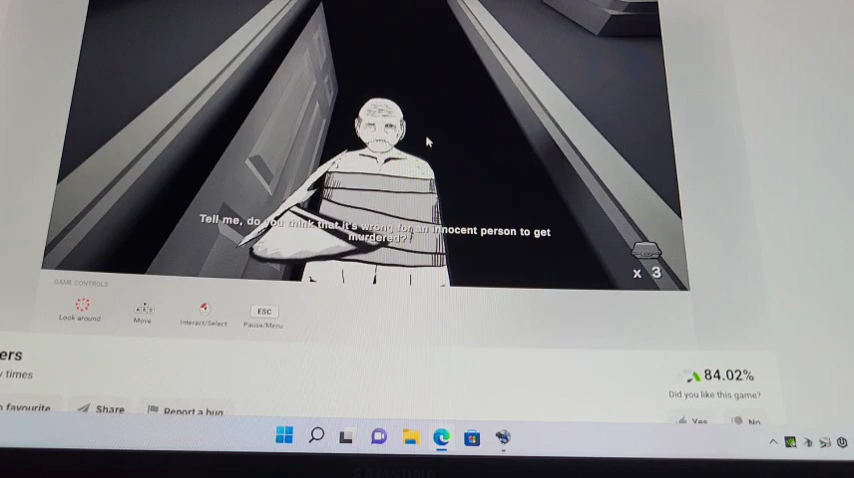 Tell me, do you think that it's wrong for an innocent person to get
murdered?
x 3
GAME CONTROLS
Look around
Move
Interact/Select
ESC
Pause/Menu
ers
times
84.02%
Did you like this game?
favourite
Share
Report a bug
Yes
No
SAMSUNG